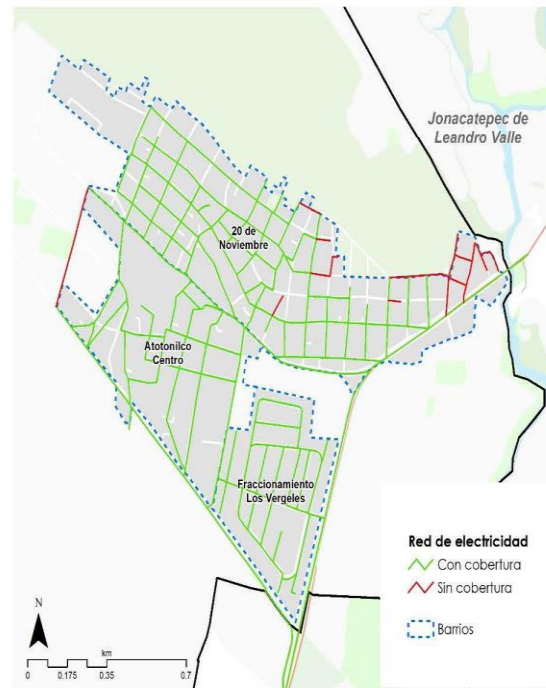 Jonacatepec de
Leandro Valle
20 de
Noviembre
Atotonilco
Centro
Fraccionamiento
Los Vergeles
Red de electricidad
Con cobertura
Sin cobertura
Barrios
N
km
0 0.175 0.35 0.7